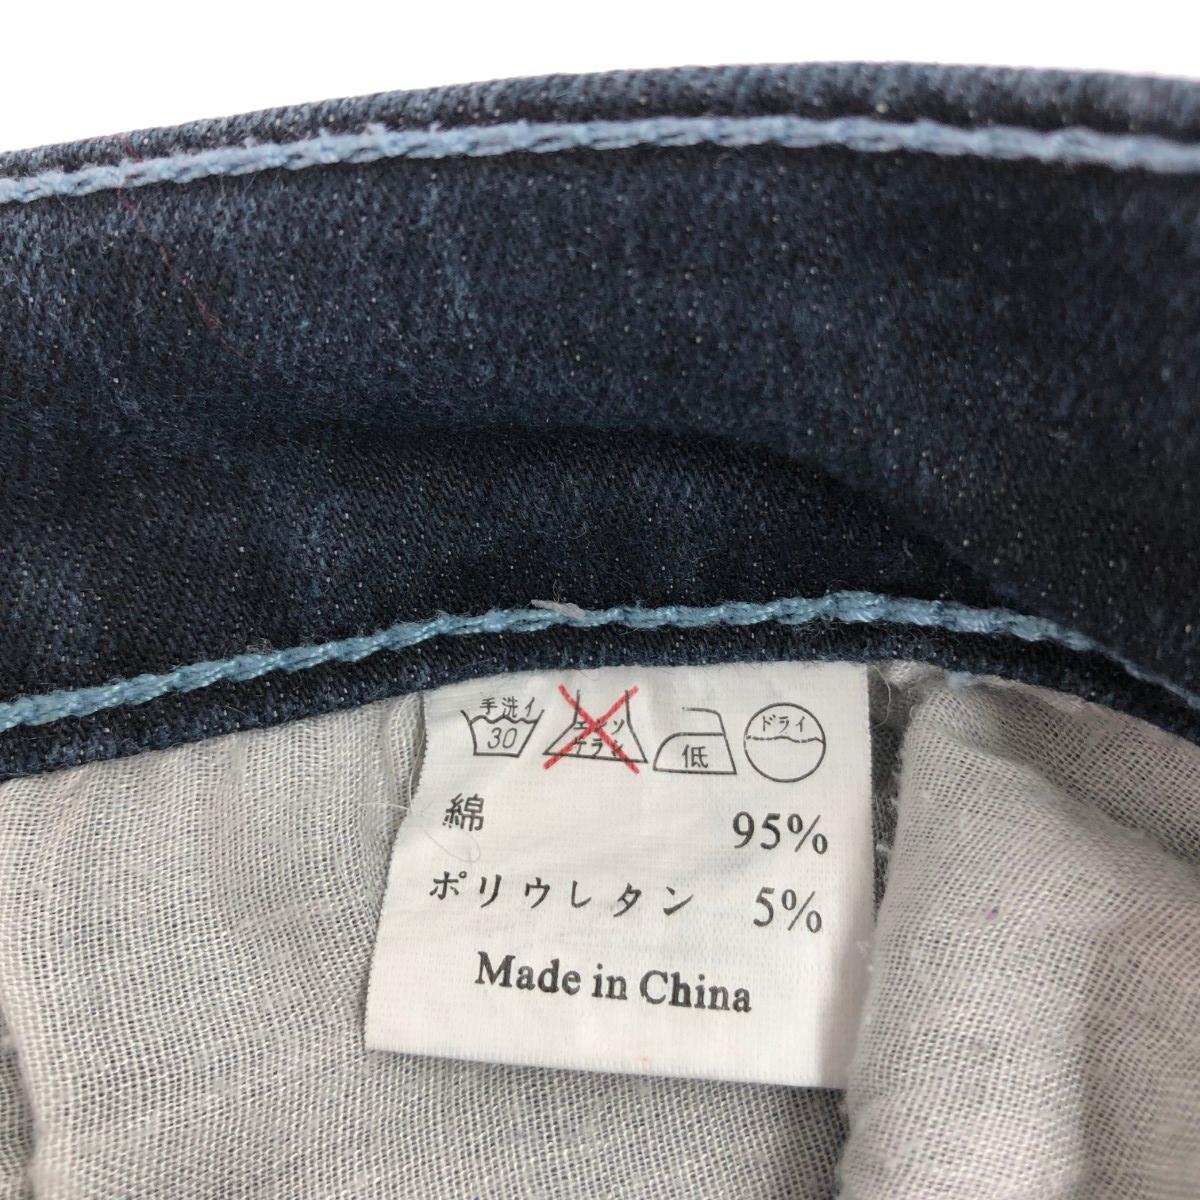 手洗イ 30 エンソ サラシ 低 ドライ
綿 95%
ポリウレタン 5%
Made in China